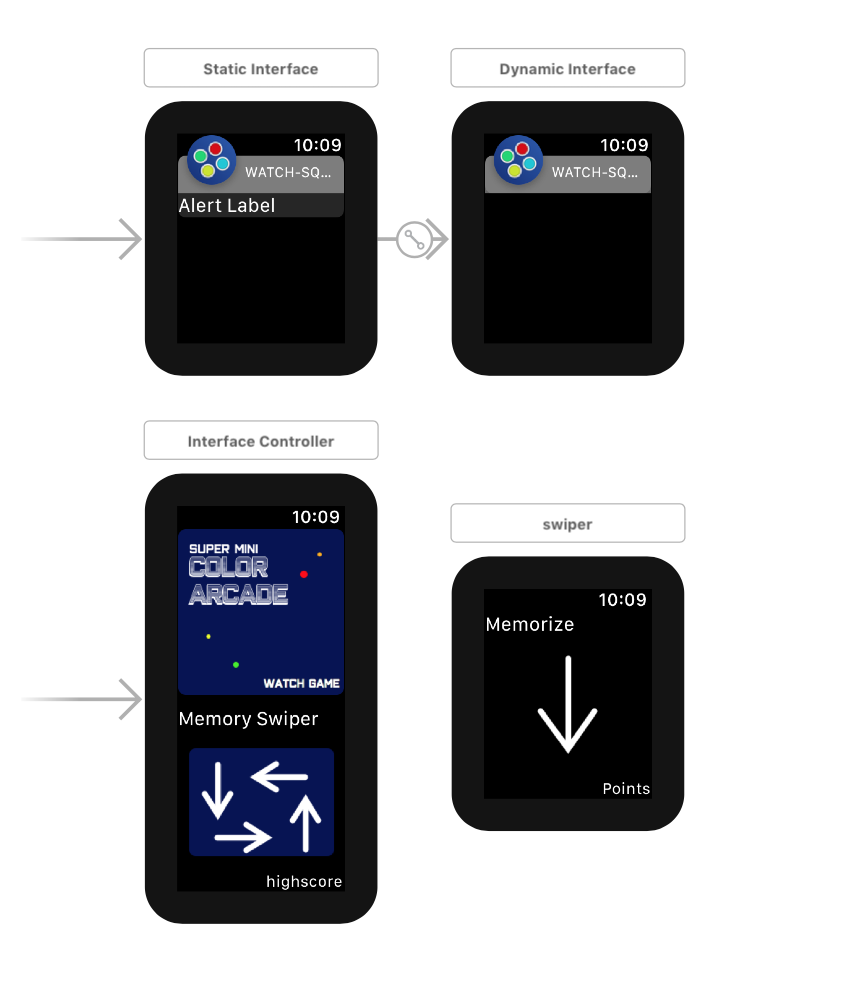 Static Interface
Dynamic Interface
10:09
WATCH-SQ...
Alert Label
10:09
WATCH-SQ...
Interface Controller
10:09
SUPER MINI
COLOR
ARCADE
WATCH GAME
Memory Swiper
highscore
swiper
10:09
Memorize
Points